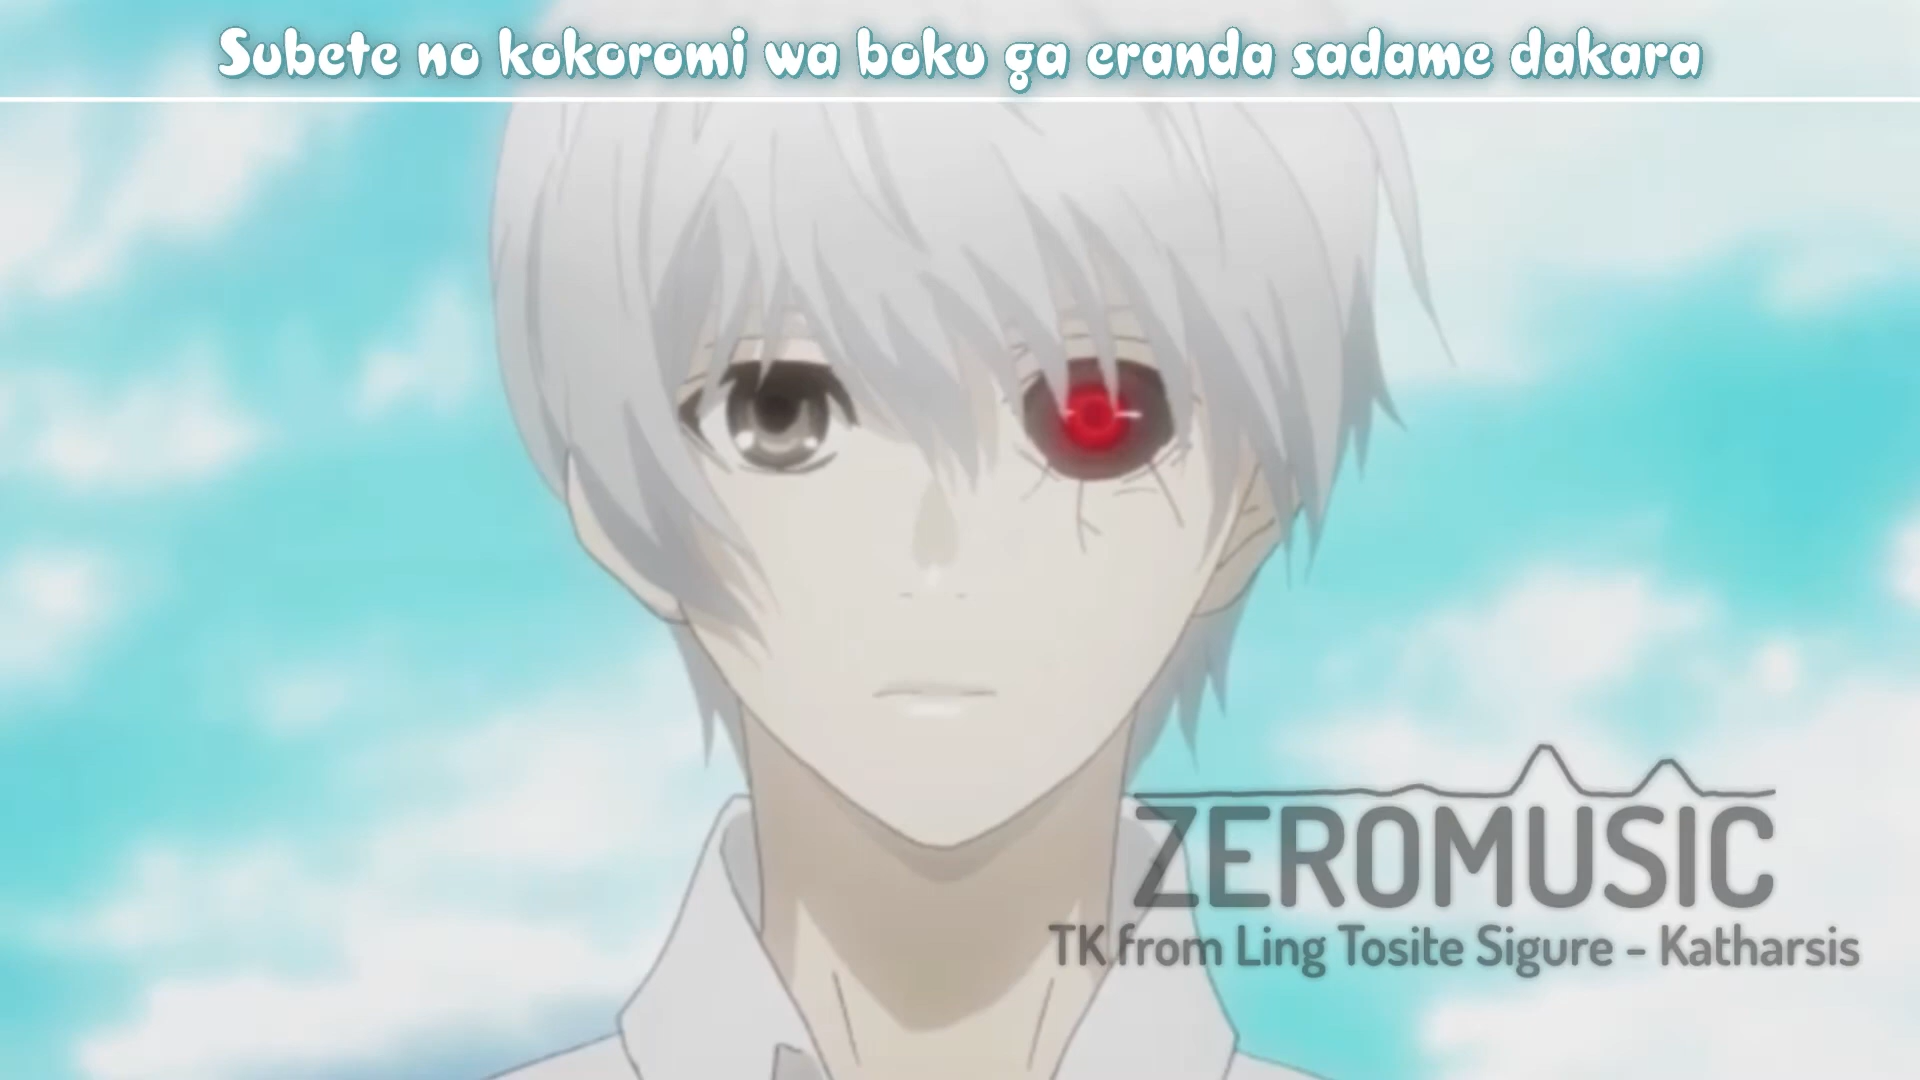 Subete no kokoromi wa boku ga eranda sadame dakara
ZEROMUSIC
TK from Ling Tosite Sigure - Katharsis